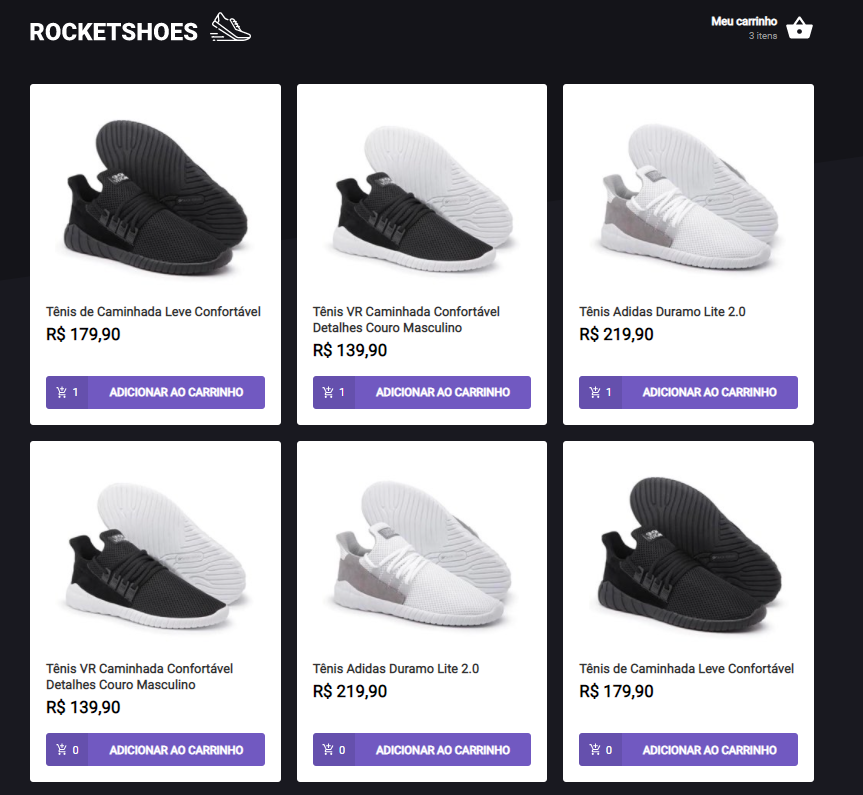 ROCKETSHOES
Meu carrinho
3 itens
Tênis de Caminhada Leve Confortável
R$ 179,90
1 ADICIONAR AO CARRINHO
Tênis VR Caminhada Confortável
Detalhes Couro Masculino
R$ 139,90
1 ADICIONAR AO CARRINHO
Tênis Adidas Duramo Lite 2.0
R$ 219,90
1 ADICIONAR AO CARRINHO
Tênis VR Caminhada Confortável
Detalhes Couro Masculino
R$ 139,90
0 ADICIONAR AO CARRINHO
Tênis Adidas Duramo Lite 2.0
R$ 219,90
0 ADICIONAR AO CARRINHO
Tênis de Caminhada Leve Confortável
R$ 179,90
0 ADICIONAR AO CARRINHO